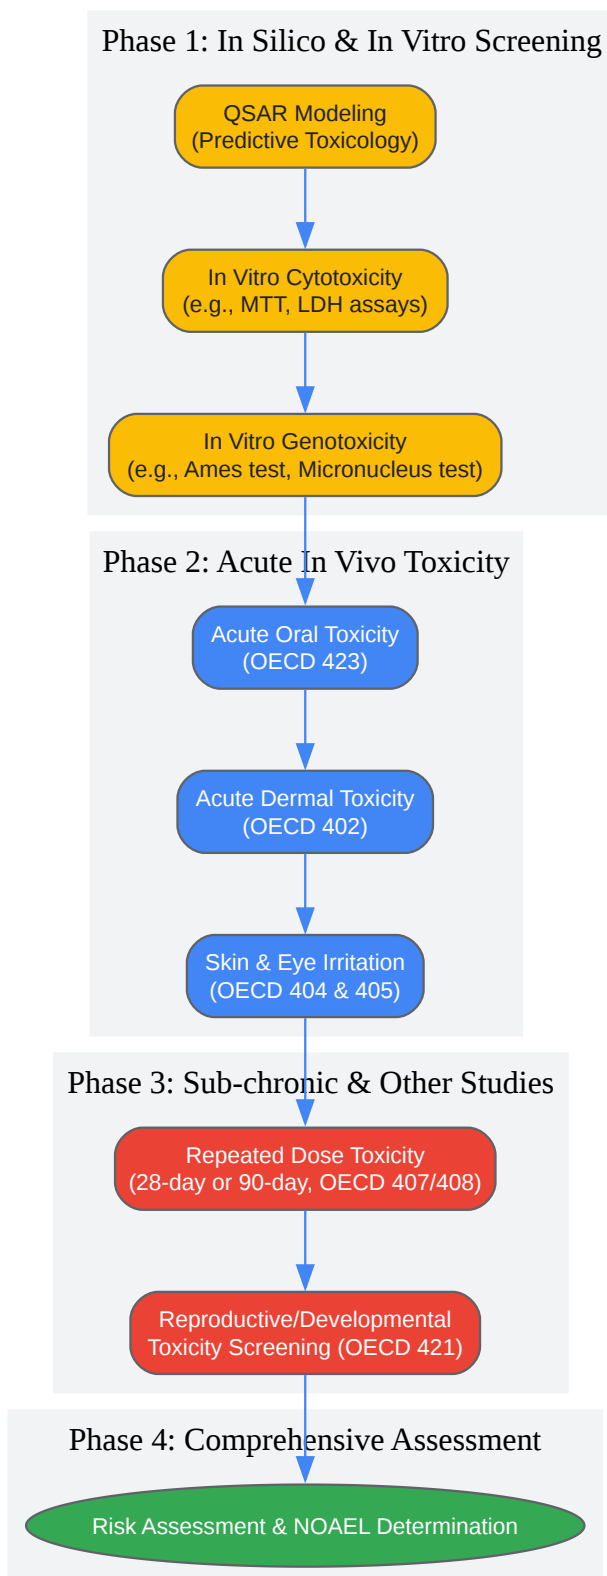 Phase 1: In Silico & In Vitro Screening
QSAR Modeling
(Predictive Toxicology)
In Vitro Cytotoxicity
(e.g., MTT, LDH assays)
In Vitro Genotoxicity
(e.g., Ames test, Micronucleus test)
Phase 2: Acute In Vivo Toxicity
Acute Oral Toxicity
(OECD 423)
Acute Dermal Toxicity
(OECD 402)
Skin & Eye Irritation
(OECD 404 & 405)
Phase 3: Sub-chronic & Other Studies
Repeated Dose Toxicity
(28-day or 90-day, OECD 407/408)
Reproductive/Developmental
Toxicity Screening (OECD 421)
Phase 4: Comprehensive Assessment
Risk Assessment & NOAEL Determination